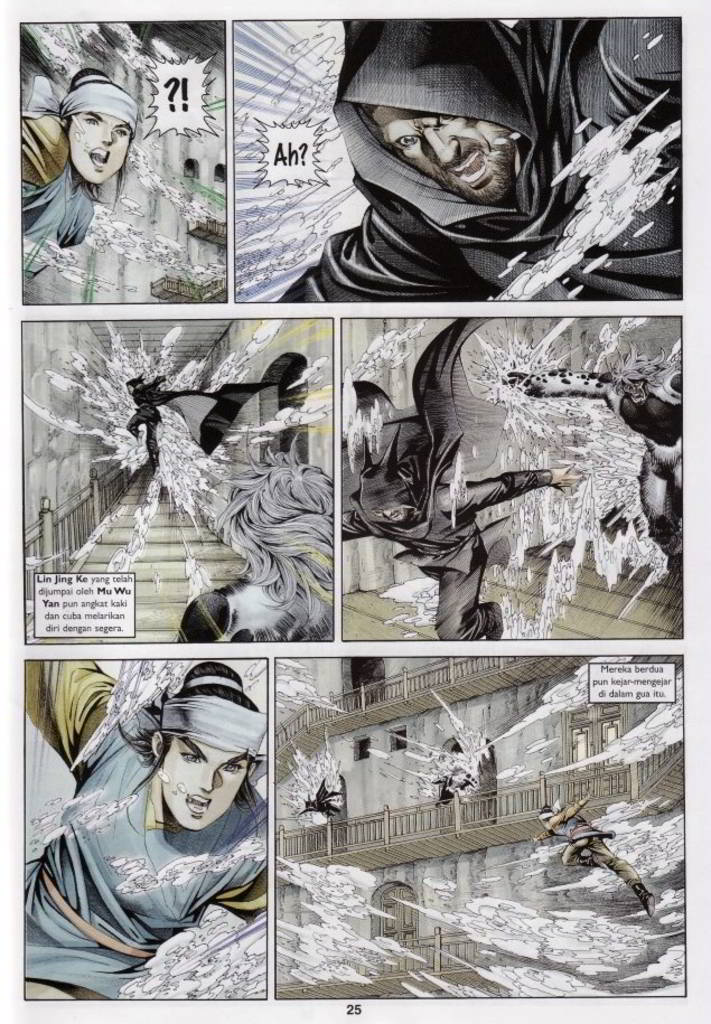 ?!
Ah?
Lin Jing Ke yang telah
dijumpai oleh Mu Wu
Yan pun angkat kaki
dan cuba melarikan
diri dengan segera.
Mereka berdua
pun kejar-mengejar
di dalam gua itu.
25